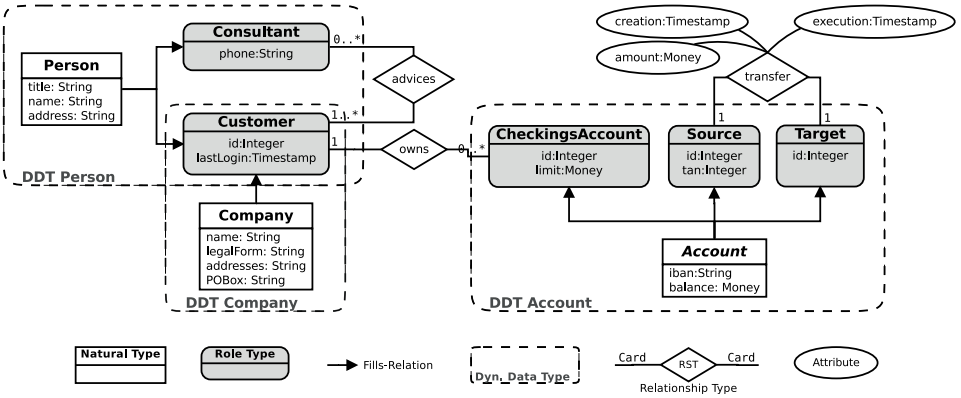 creation:Timestamp
execution:Timestamp
amount:Money
transfer
Consultant
phone:String
0..*
advices
Person
title: String
name: String
address: String
Customer
id:Integer
lastLogin:Timestamp
1..*
1
owns
0..*
DDT Person
CheckingsAccount
id:Integer
limit:Money
1
Source
id:Integer
tan:Integer
1
Target
id:Integer
Company
name: String
legalForm: String
addresses: String
POBox: String
DDT Company
Account
iban:String
balance: Money
DDT Account
Natural Type
Role Type
Fills-Relation
Dyn, Data Type
Card
RST
Card
Relationship Type
Attribute